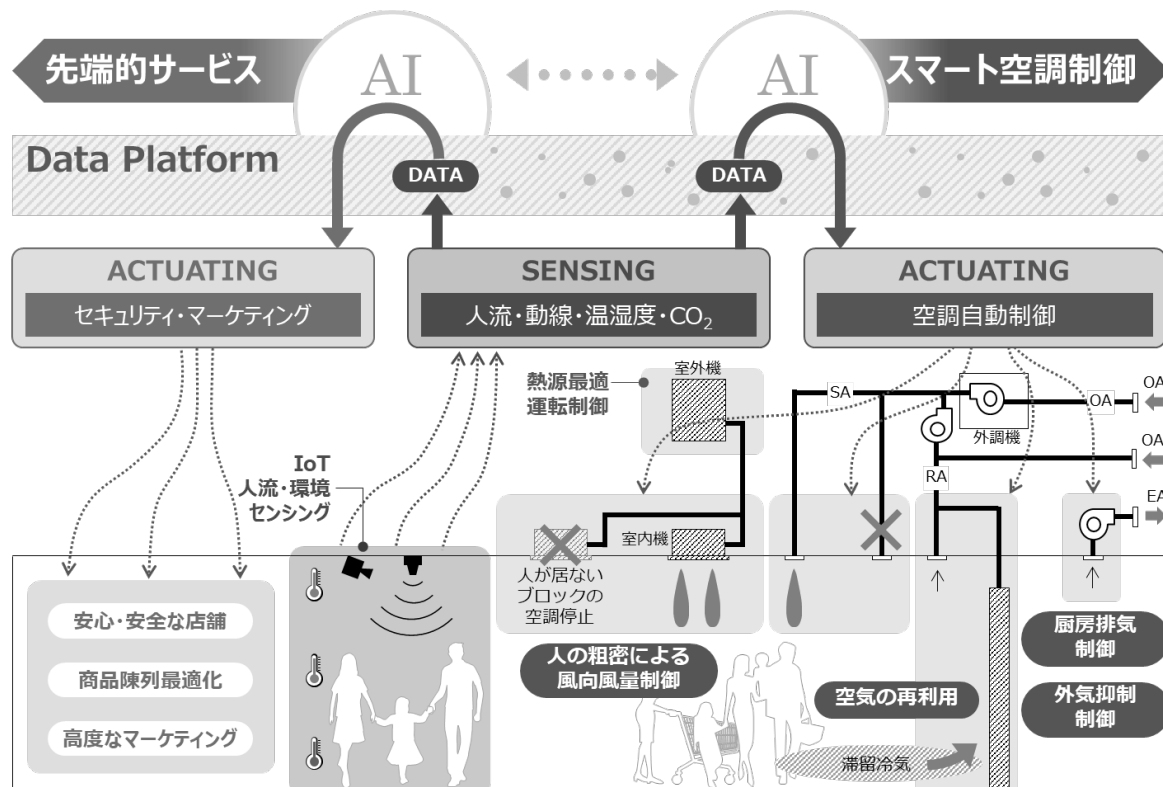 先端的サービス
AI
AI
スマート空調制御
Data Platform
DATA
DATA
ACTUATING
セキュリティ・マーケティング
SENSING
人流・動線・温湿度・CO₂
ACTUATING
空調自動制御
熱源最適
運転制御
室外機
SA
外調機
OA
OA
OA
RA
EA
IoT
人流・環境
センシング
室内機
人が居ない
ブロックの
空調停止
安心・安全な店舗
商品陳列最適化
高度なマーケティング
人の粗密による
風向風量制御
空気の再利用
滞留冷気
厨房排気
制御
外気抑制
制御